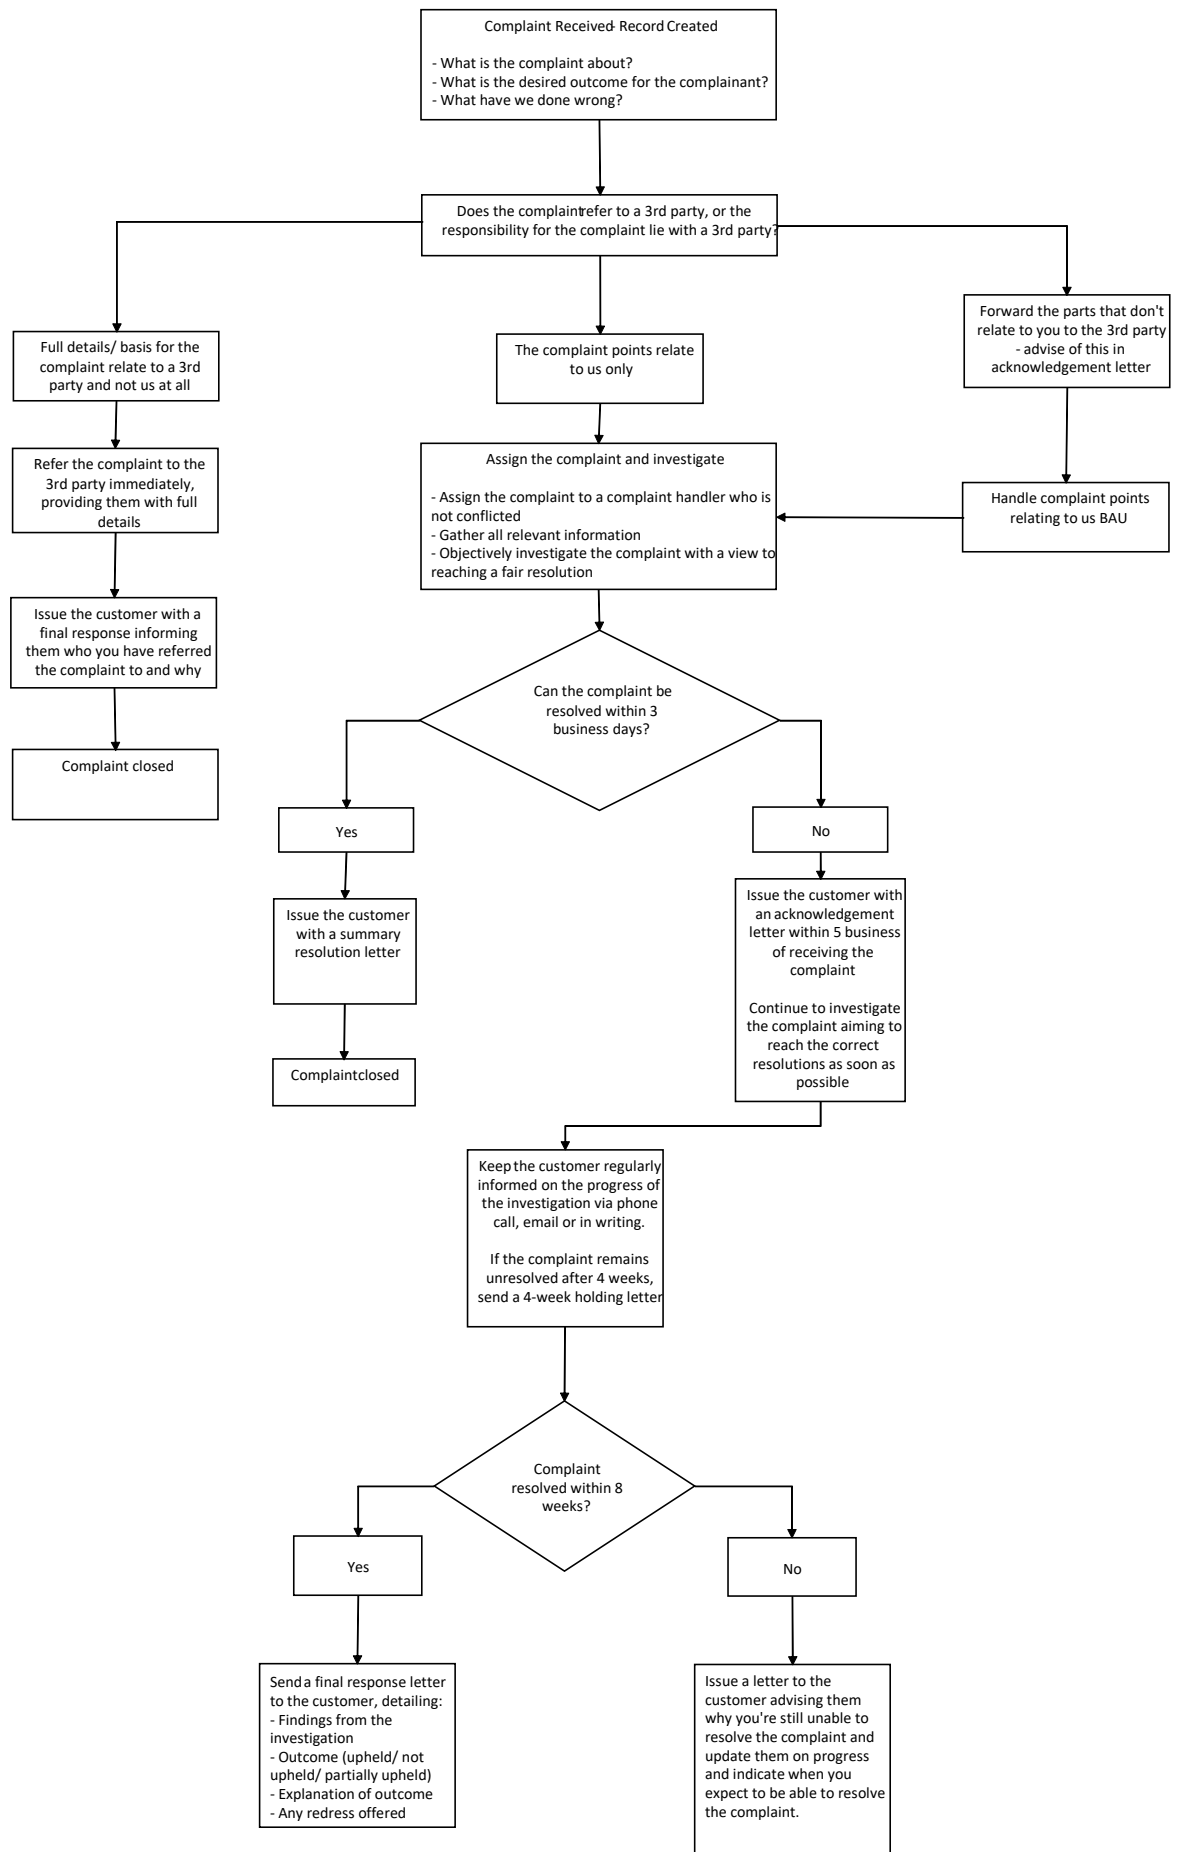 Complaint Received- Record Created
- What is the complaint about?
- What is the desired outcome for the complainant?
- What have we done wrong?
Does the complaint refer to a 3rd party, or the
responsibility for the complaint lie with a 3rd party?
Full details/ basis for the
complaint relate to a 3rd
party and not us at all
The complaint points relate
to us only
Forward the parts that don't
relate to you to the 3rd party
- advise of this in
acknowledgement letter
Refer the complaint to the
3rd party immediately,
providing them with full
details
Assign the complaint and investigate
- Assign the complaint to a complaint handler who is
not conflicted
- Gather all relevant information
- Objectively investigate the complaint with a view to
reaching a fair resolution
Handle complaint points
relating to us BAU
Issue the customer with a
final response informing
them who you have referred
the complaint to and why
Complaint closed
Can the complaint be
resolved within 3
business days?
Yes
No
Issue the customer
with a summary
resolution letter
Complaint closed
Issue the customer with
an acknowledgement
letter within 5 business
of receiving the
complaint
Continue to investigate
the complaint aiming to
reach the correct
resolutions as soon as
possible
Keep the customer regularly
informed on the progress of
the investigation via phone
call, email or in writing.
If the complaint remains
unresolved after 4 weeks,
send a 4-week holding letter
Complaint
resolved within 8
weeks?
Yes
No
Send a final response letter
to the customer, detailing:
- Findings from the
investigation
- Outcome (upheld/ not
upheld/ partially upheld)
- Explanation of outcome
- Any redress offered
Issue a letter to the
customer advising them
why you're still unable to
resolve the complaint and
update them on progress
and indicate when you
expect to be able to resolve
the complaint.